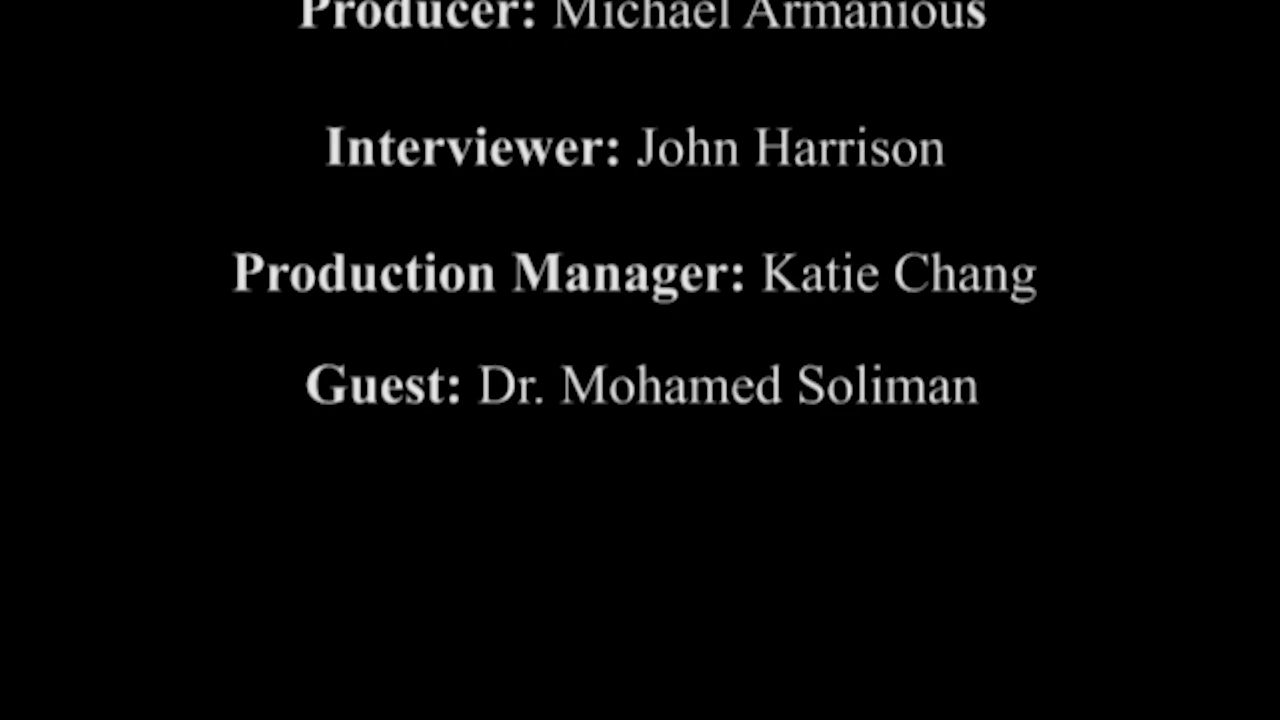 Producer: Michael Armanious
Interviewer: John Harrison
Production Manager: Katie Chang
Guest: Dr. Mohamed Soliman